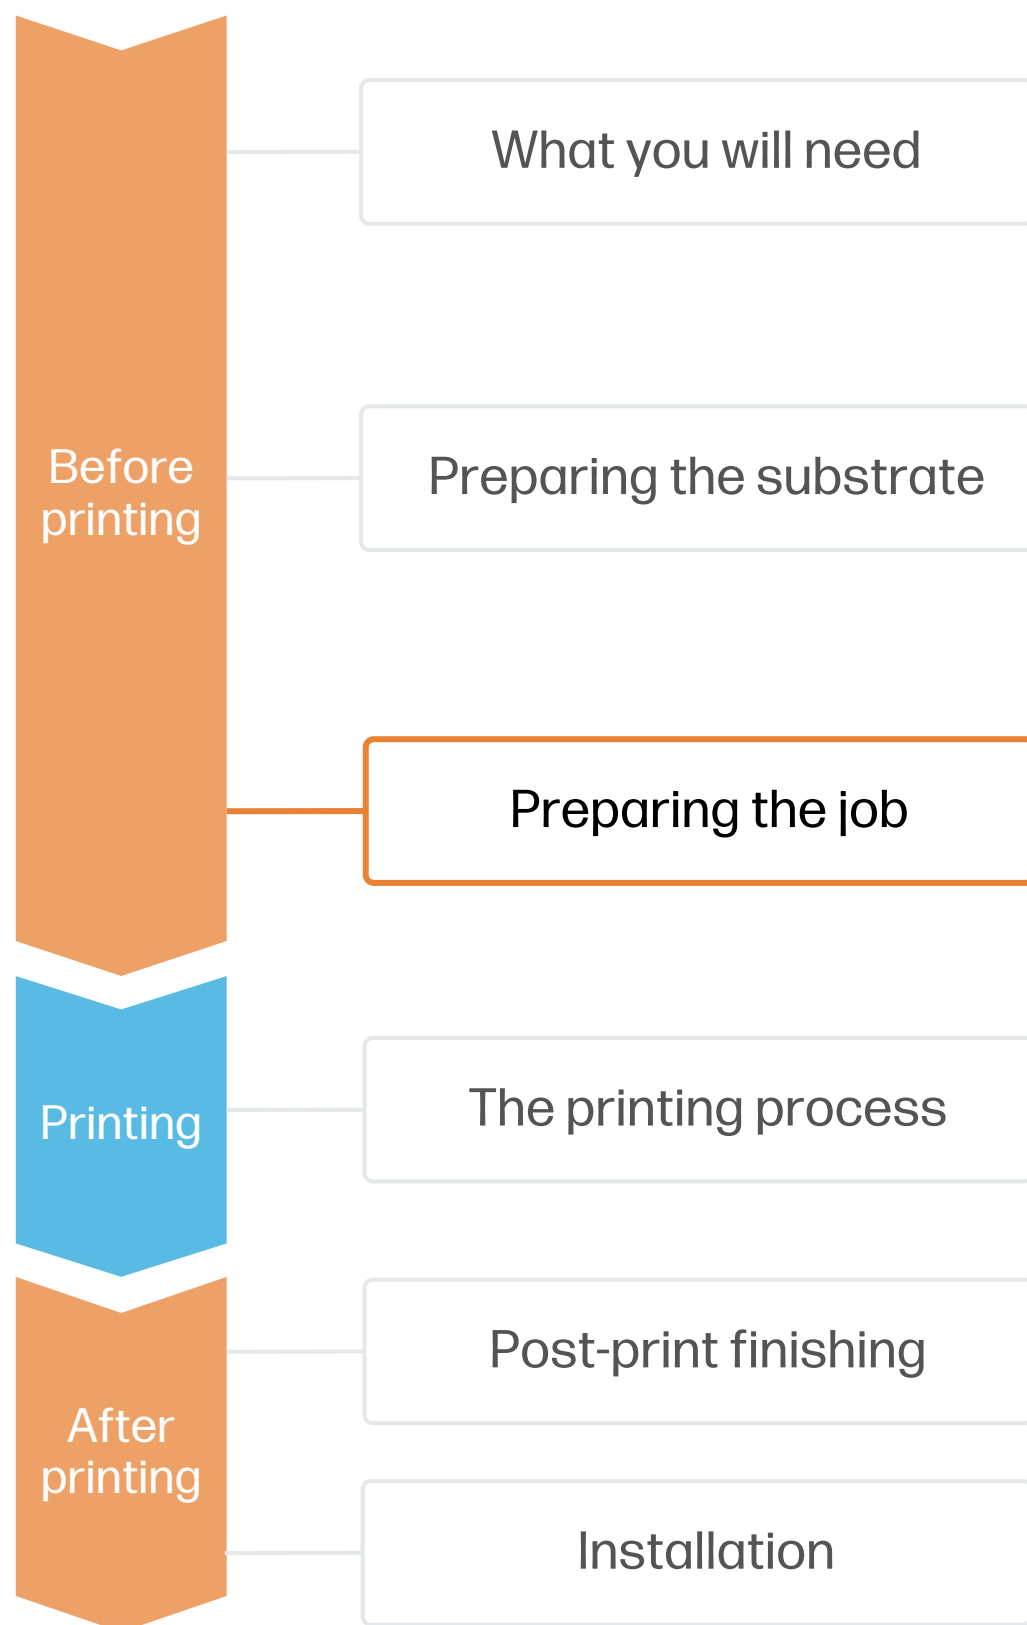 What you will need
Preparing the substrate
Before
printing
Preparing the job
Printing
The printing process
Post-print finishing
After
printing
Installation